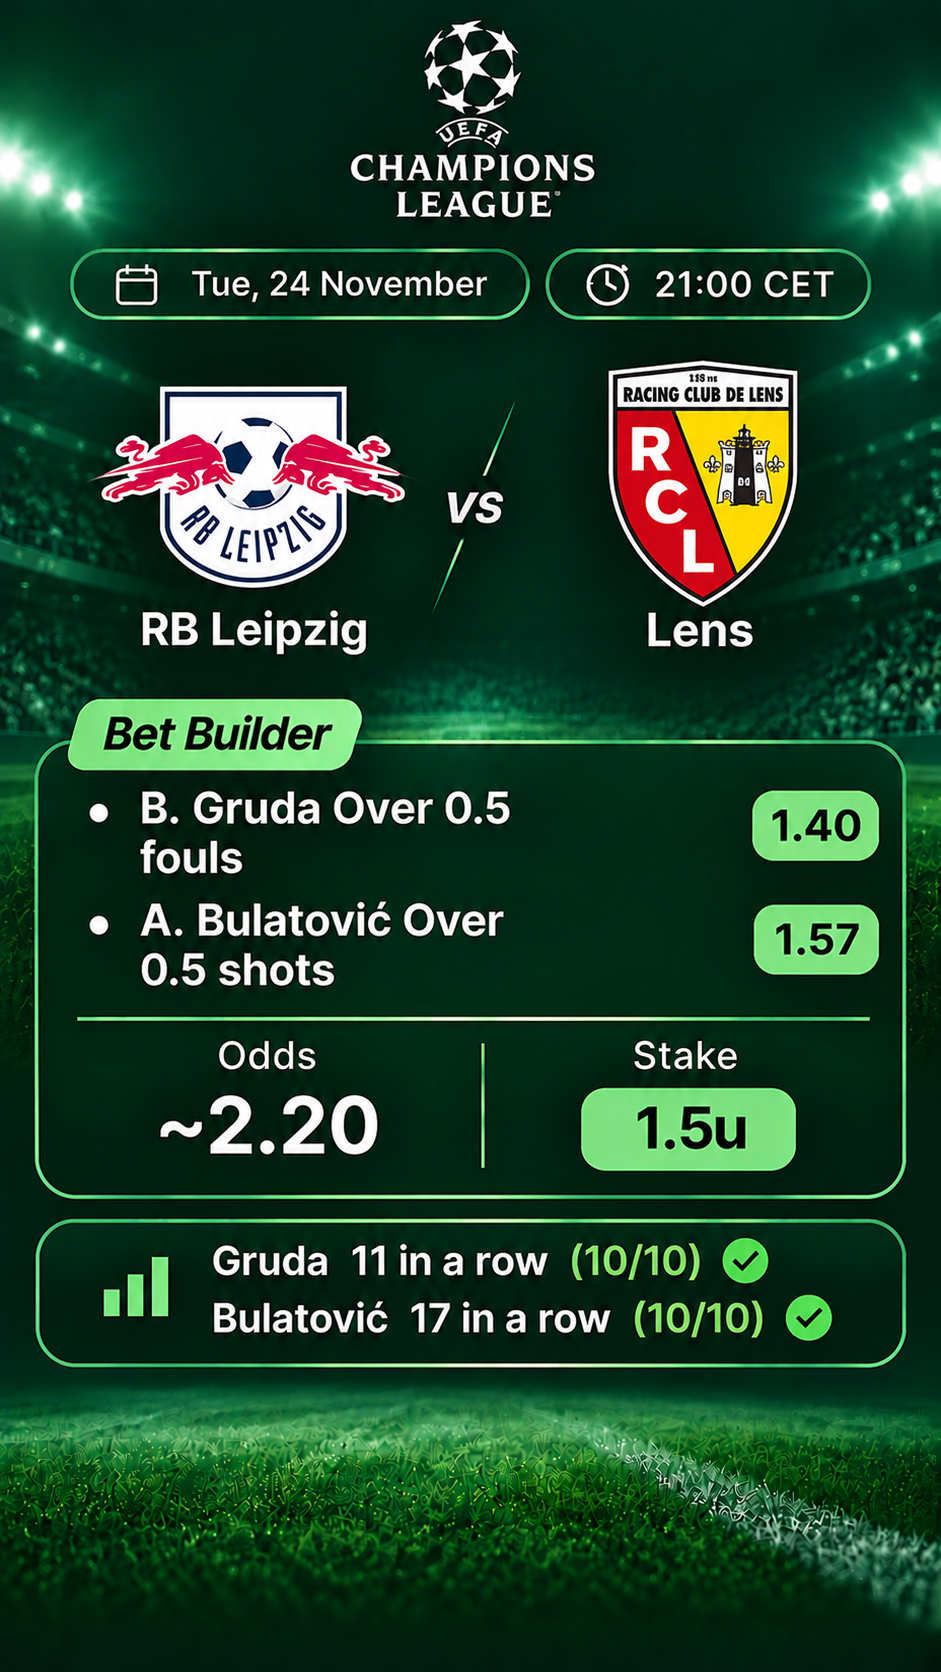 UEFA
CHAMPIONS
LEAGUE
Tue, 24 November
21:00 CET
RACING CLUB DE LENS
R
C
L
RB LEIPZIG
VS
RB Leipzig
Lens
Bet Builder
B. Gruda Over 0.5
fouls
1.40
A. Bulatović Over
0.5 shots
1.57
Odds
Stake
~2.20
1.5u
Gruda 11 in a row (10/10)
Bulatović 17 in a row (10/10)